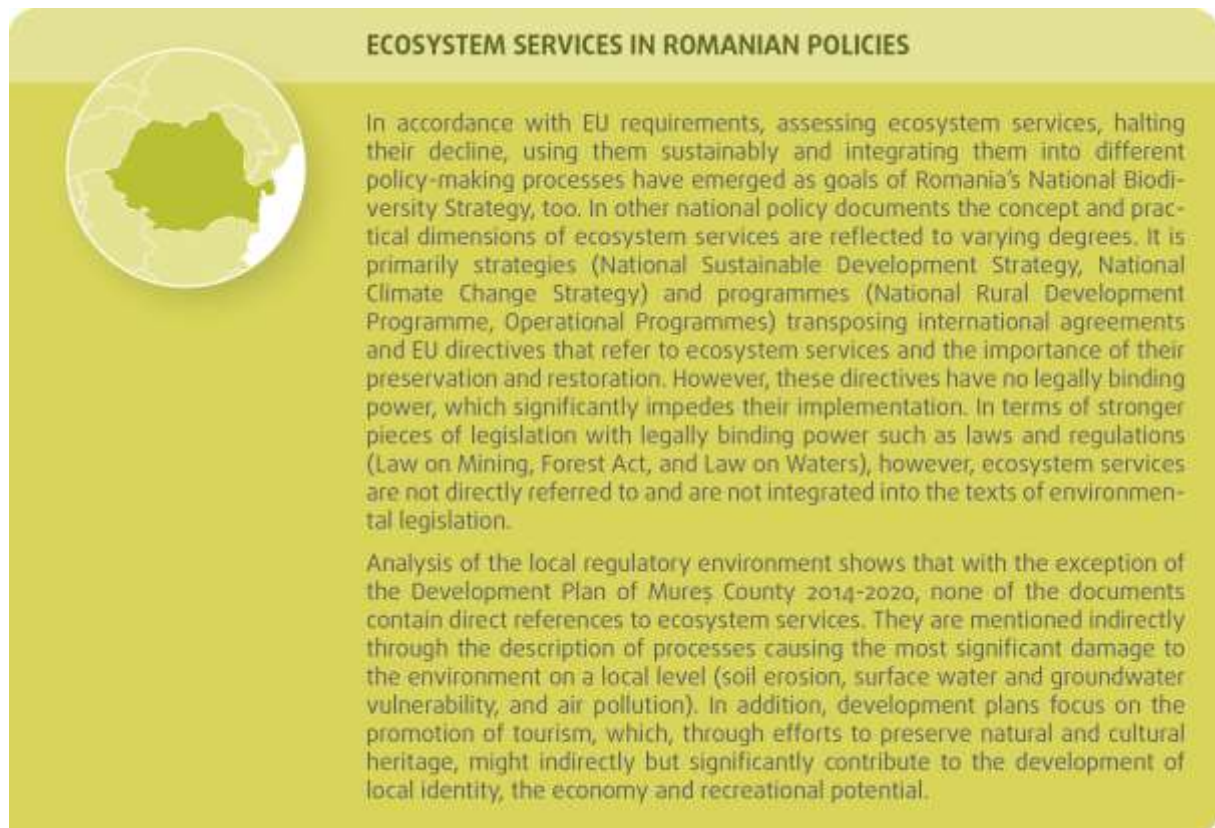 ECOSYSTEM SERVICES IN ROMANIAN POLICIES
In accordance with EU requirements, assessing ecosystem services, halting
their decline, using them sustainably and integrating them into different
policy-making processes have emerged as goals of Romania's National Biodi-
versity Strategy, too. In other national policy documents the concept and prac-
tical dimensions of ecosystem services are reflected to varying degrees. It is
primarily strategies (National Sustainable Development Strategy, National
Climate Change Strategy) and programmes (National Rural Development
Programme, Operational Programmes) transposing international agreements
and EU directives that refer to ecosystem services and the importance of their
preservation and restoration. However, these directives have no legally binding
power, which significantly impedes their implementation. In terms of stronger
pieces of legislation with legally binding power such as laws and regulations
(Law on Mining, Forest Act, and Law on Waters), however, ecosystem services
are not directly referred to and are not integrated into the texts of environmen-
tal legislation.
Analysis of the local regulatory environment shows that with the exception of
the Development Plan of Mureș County 2014-2020, none of the documents
contain direct references to ecosystem services. They are mentioned indirectly
through the description of processes causing the most significant damage to
the environment on a local level (soil erosion, surface water and groundwater
vulnerability, and air pollution). In addition, development plans focus on the
promotion of tourism, which, through efforts to preserve natural and cultural
heritage, might indirectly but significantly contribute to the development of
local identity, the economy and recreational potential.